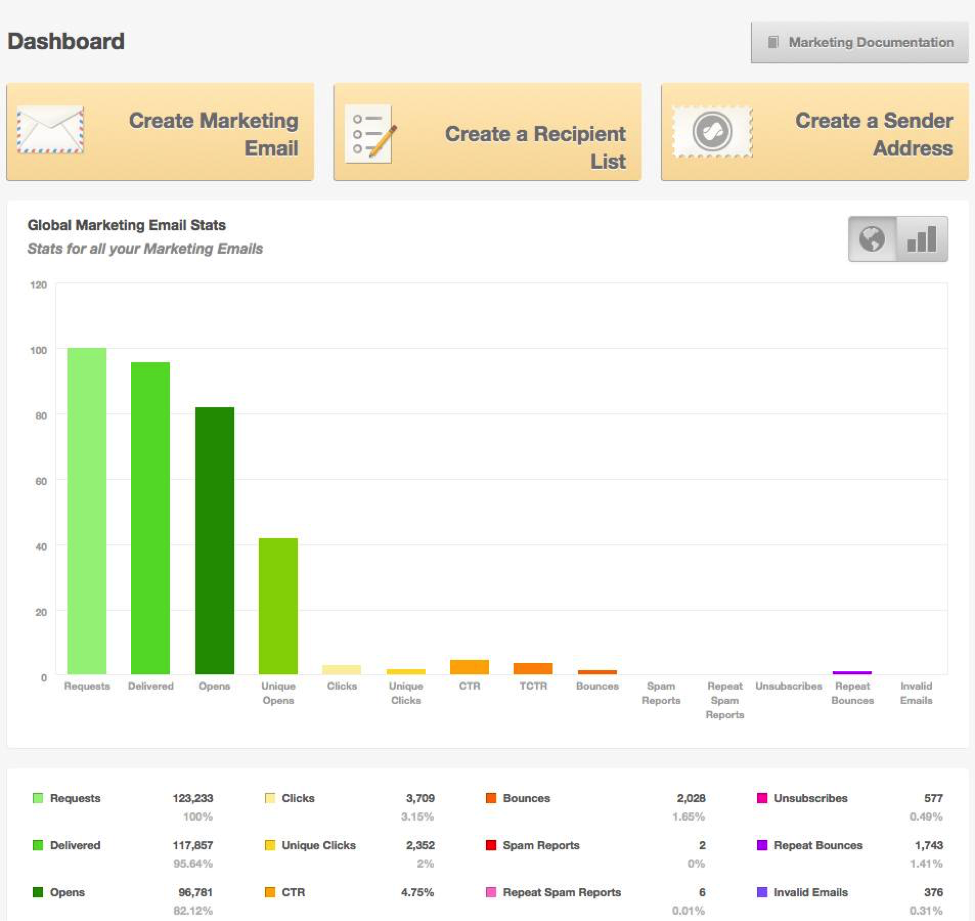 Dashboard
Marketing Documentation
Create Marketing
Email
Create a Recipient
List
Create a Sender
Address
Global Marketing Email Stats
Stats for all your Marketing Emails
120
100
80
60
40
20
0
Requests Delivered Opens Unique Clicks Unique CTR TCTR Bounces Spam Repeat Unsubscribes Repeat Invalid
Opens Clicks Reports Spam Bounces Emails
Reports
Requests 123,233 Clicks 3,709 Bounces 2,028 Unsubscribes 577
100% 3.15% 1.65% 0.49%
Delivered 117,857 Unique Clicks 2,352 Spam Reports 2 Repeat Bounces 1,743
95.64% 2% 0% 1.41%
Opens 96,781 CTR 4.75% Repeat Spam Reports 6 Invalid Emails 376
82.12% 0.01% 0.31%